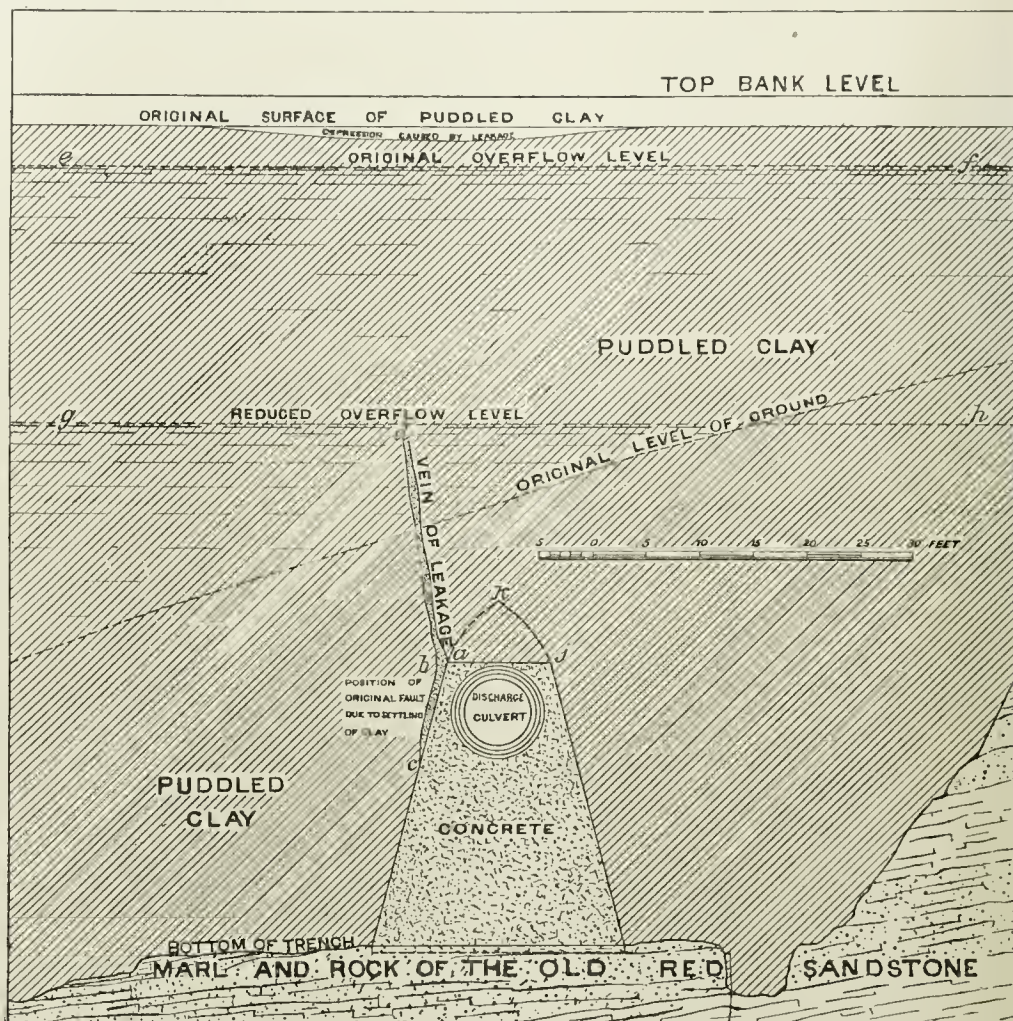 TOP BANK LEVEL
ORIGINAL SURFACE OF PUDDLED CLAY
DEPRESSION CAUSED BY LEAKAGE
e ORIGINAL OVERFLOW LEVEL f
PUDDLED CLAY
g REDUCED OVERFLOW LEVEL h
d
ORIGINAL LEVEL OF GROUND
VEIN OF LEAKAGE
5 0 5 10 15 20 25 30 FEET
K
b a J
POSITION OF
ORIGINAL FAULT
DUE TO SETTLING
OF CLAY
DISCHARGE
CULVERT
c
PUDDLED
CLAY
CONCRETE
BOTTOM OF TRENCH
MARL AND ROCK OF THE OLD RED SANDSTONE